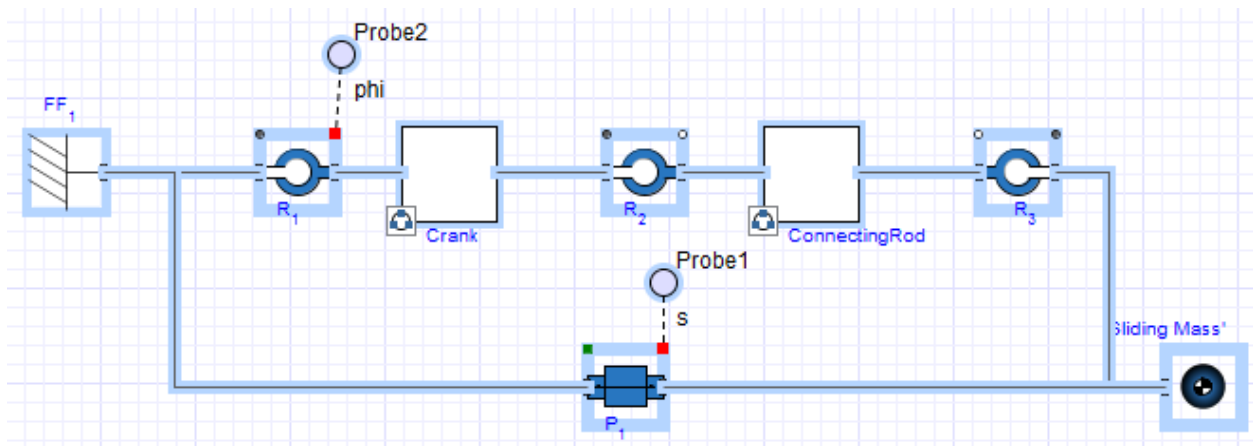 Probe2
phi
FF1
R1
Crank
R2
ConnectingRod
R3
Probe1
s
Sliding Mass'
P1